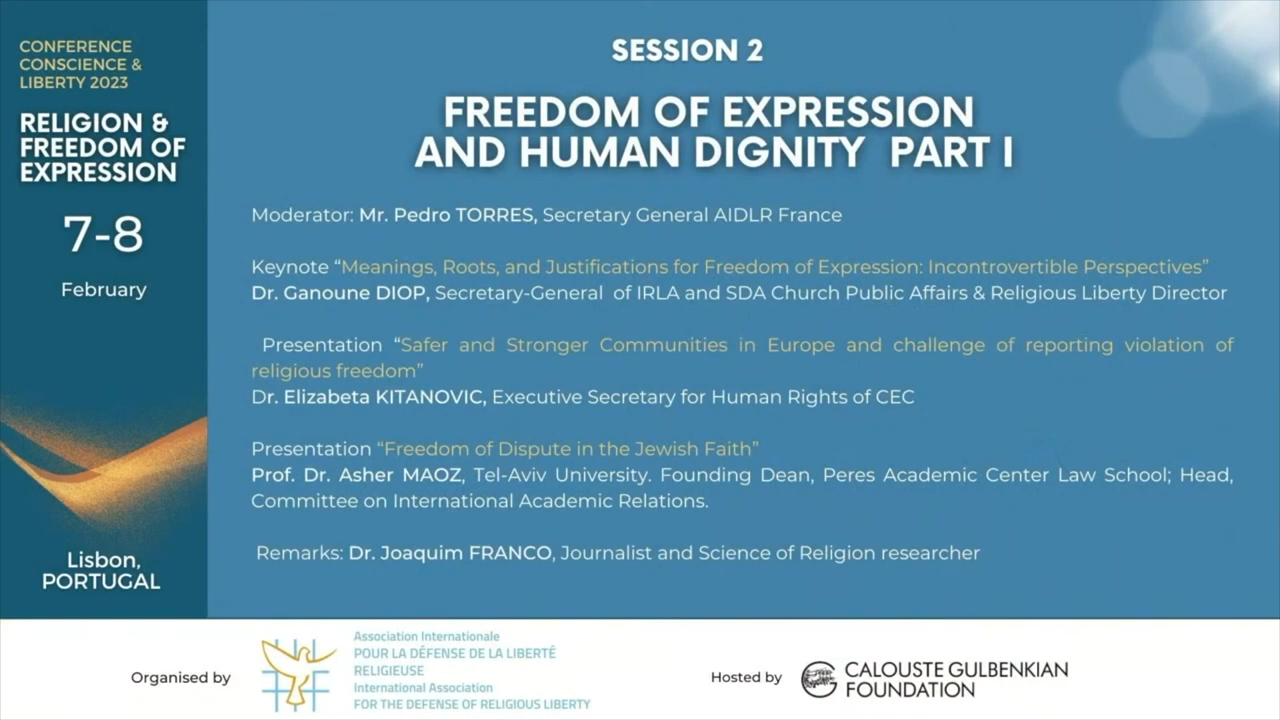 CONFERENCE
CONSCIENCE &
LIBERTY 2023
RELIGION &
FREEDOM OF
EXPRESSION
7-8
February
Lisbon,
PORTUGAL
SESSION 2
FREEDOM OF EXPRESSION
AND HUMAN DIGNITY PART I
Moderator: Mr. Pedro TORRES, Secretary General AIDLR France
Keynote “Meanings, Roots, and Justifications for Freedom of Expression: Incontrovertible Perspectives”
Dr. Ganoune DIOP, Secretary-General of IRLA and SDA Church Public Affairs & Religious Liberty Director
Presentation “Safer and Stronger Communities in Europe and challenge of reporting violation of
religious freedom”
Dr. Elizabeta KITANOVIC, Executive Secretary for Human Rights of CEC
Presentation “Freedom of Dispute in the Jewish Faith”
Prof. Dr. Asher MAOZ, Tel-Aviv University. Founding Dean, Peres Academic Center Law School; Head,
Committee on International Academic Relations.
Remarks: Dr. Joaquim FRANCO, Journalist and Science of Religion researcher
Organised by
Association Internationale
POUR LA DÉFENSE DE LA LIBERTÉ
RELIGIEUSE
International Association
FOR THE DEFENSE OF RELIGIOUS LIBERTY
Hosted by
CALOUSTE GULBENKIAN
FOUNDATION